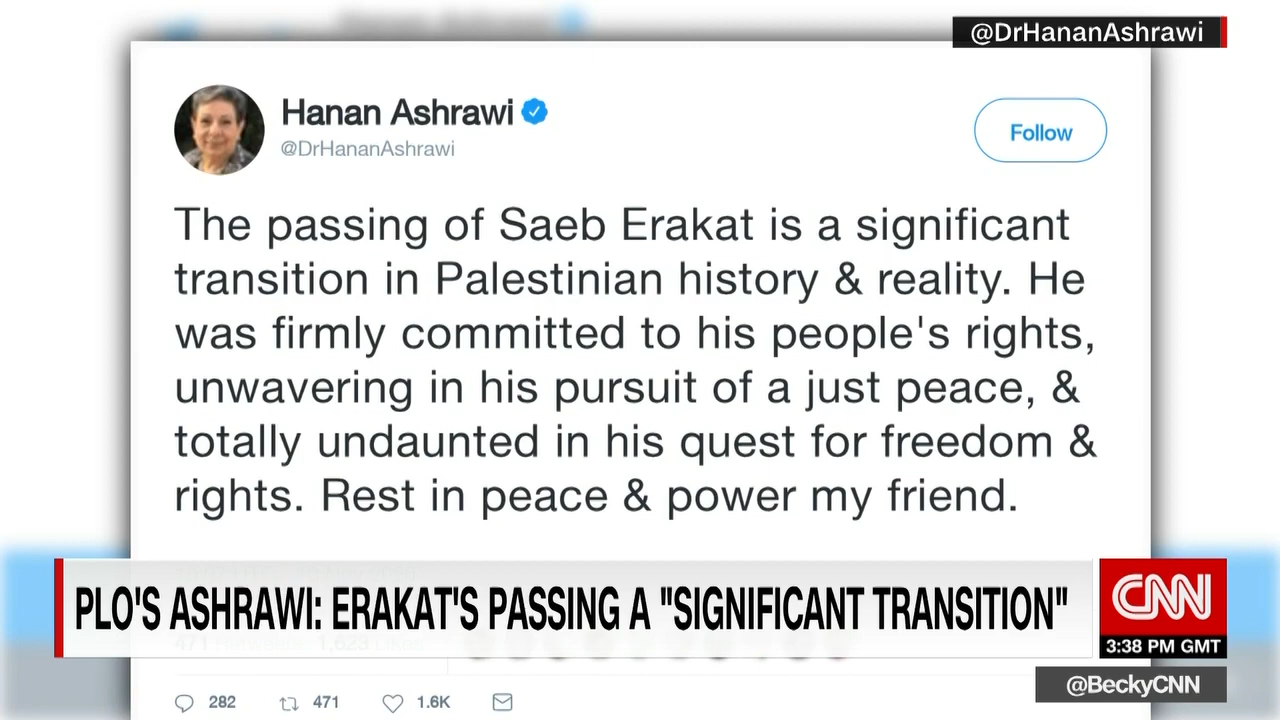 @DrHananAshrawi
Hanan Ashrawi
@DrHananAshrawi
Follow
The passing of Saeb Erakat is a significant
transition in Palestinian history & reality. He
was firmly committed to his people's rights,
unwavering in his pursuit of a just peace, &
totally undaunted in his quest for freedom &
rights. Rest in peace & power my friend.
PLO'S ASHRAWI: ERAKAT'S PASSING A "SIGNIFICANT TRANSITION"
CNN
3:38 PM GMT
@BeckyCNN
282 471 1.6K